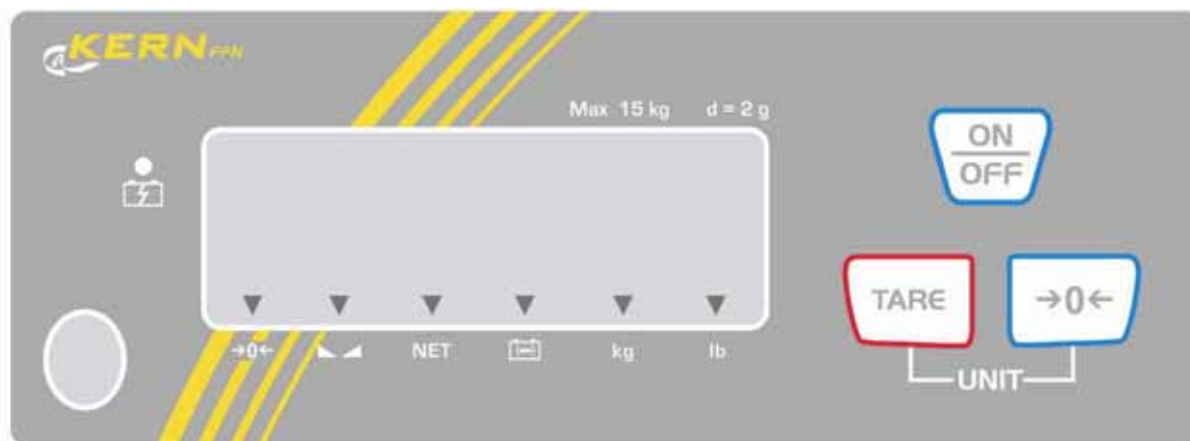 KERN FFN
Max 15 kg d = 2 g
ON
OFF
TARE →0←
→0← NET kg lb
UNIT